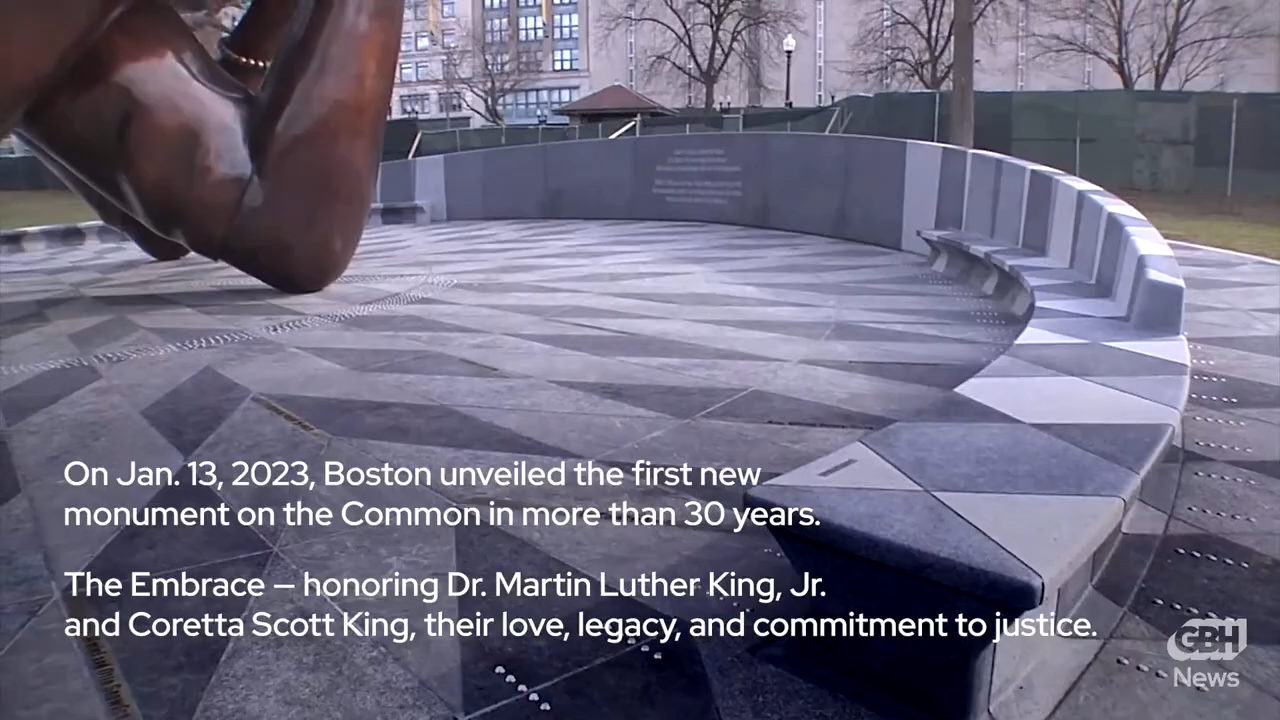 On Jan. 13, 2023, Boston unveiled the first new
monument on the Common in more than 30 years.
The Embrace — honoring Dr. Martin Luther King, Jr.
and Coretta Scott King, their love, legacy, and commitment to justice.
GBH
News